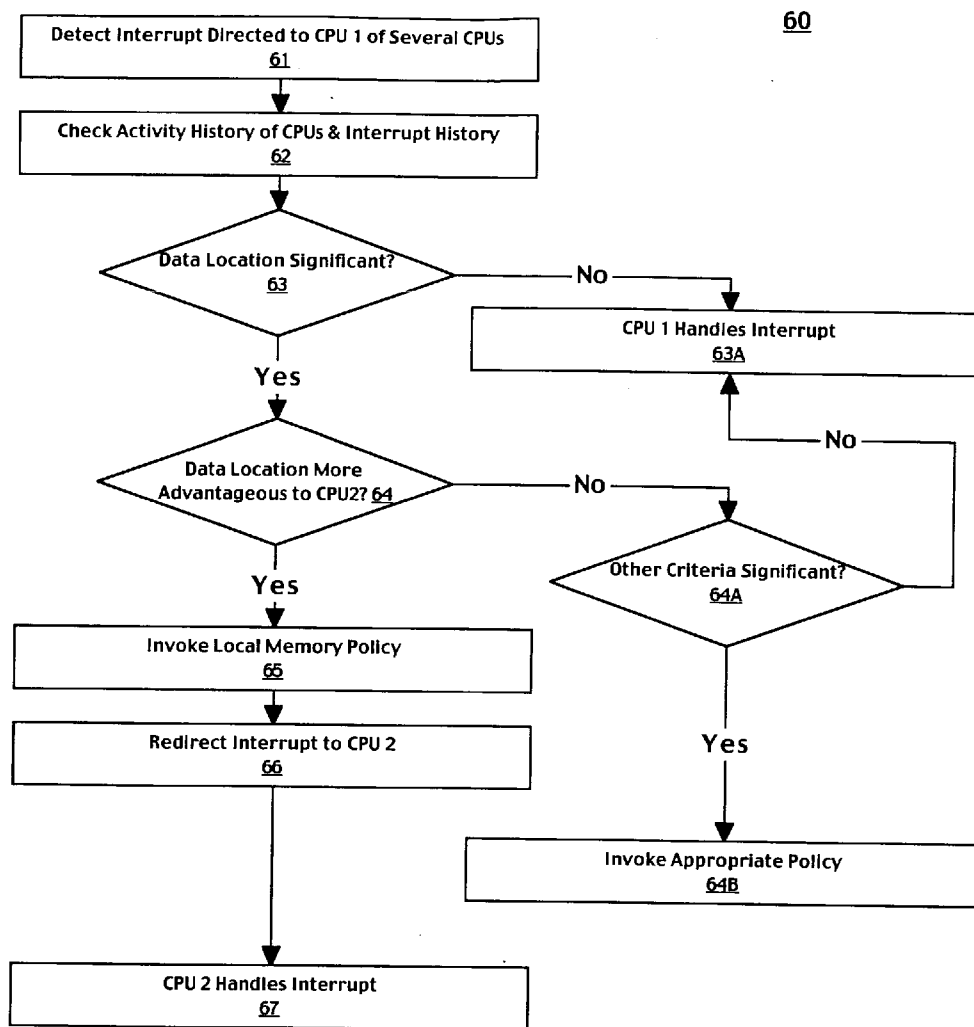 60
Detect Interrupt Directed to CPU 1 of Several CPUs
61
Check Activity History of CPUs & Interrupt History
62
Data Location Significant?
63
No
CPU 1 Handles Interrupt
63A
Yes
No
Data Location More
Advantageous to CPU2? 64
No
Other Criteria Significant?
64A
Yes
Invoke Local Memory Policy
65
Redirect Interrupt to CPU 2
66
Yes
Invoke Appropriate Policy
64B
CPU 2 Handles Interrupt
67